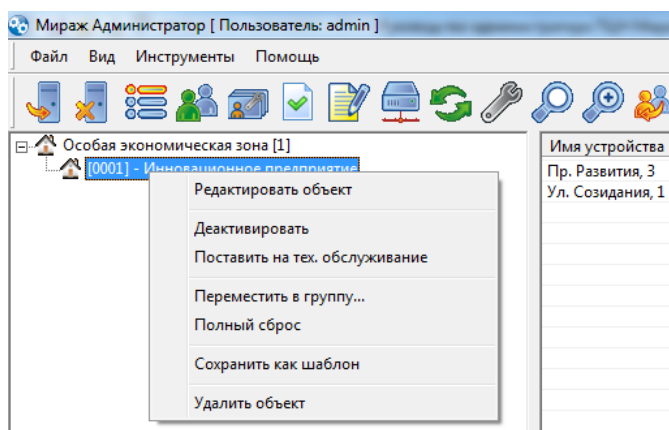 Мираж Администратор [ Пользователь: admin ]
Файл Вид Инструменты Помощь
Особая экономическая зона [1]
[0001] - Инновационное предприятие
Имя устройства
Пр. Развития, 3
Ул. Созидания, 1
Редактировать объект
Деактивировать
Поставить на тех. обслуживание
Переместить в группу...
Полный сброс
Сохранить как шаблон
Удалить объект